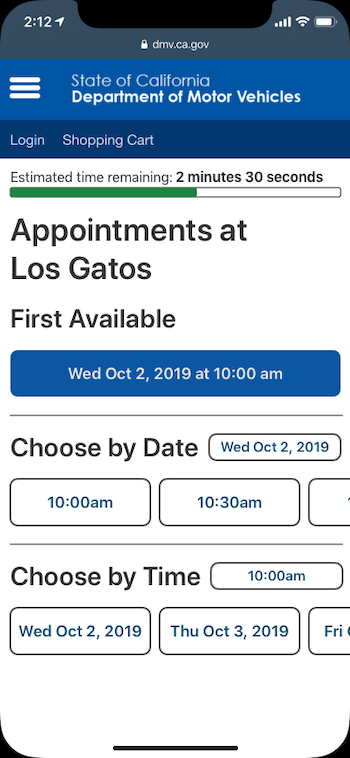 2:12
dmv.ca.gov
State of California
Department of Motor Vehicles
Login Shopping Cart
Estimated time remaining: 2 minutes 30 seconds
Appointments at
Los Gatos
First Available
Wed Oct 2, 2019 at 10:00 am
Choose by Date Wed Oct 2, 2019
10:00am 10:30am
Choose by Time 10:00am
Wed Oct 2, 2019 Thu Oct 3, 2019 Fri